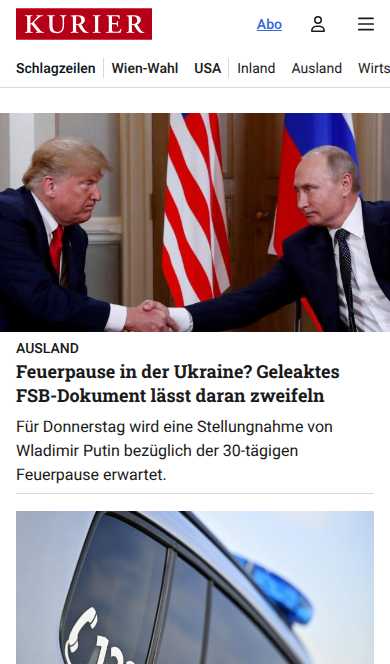 KURIER
Abo
Schlagzeilen Wien-Wahl USA Inland Ausland Wirts
AUSLAND
Feuerpause in der Ukraine? Geleaktes
FSB-Dokument lässt daran zweifeln
Für Donnerstag wird eine Stellungnahme von
Wladimir Putin bezüglich der 30-tägigen
Feuerpause erwartet.